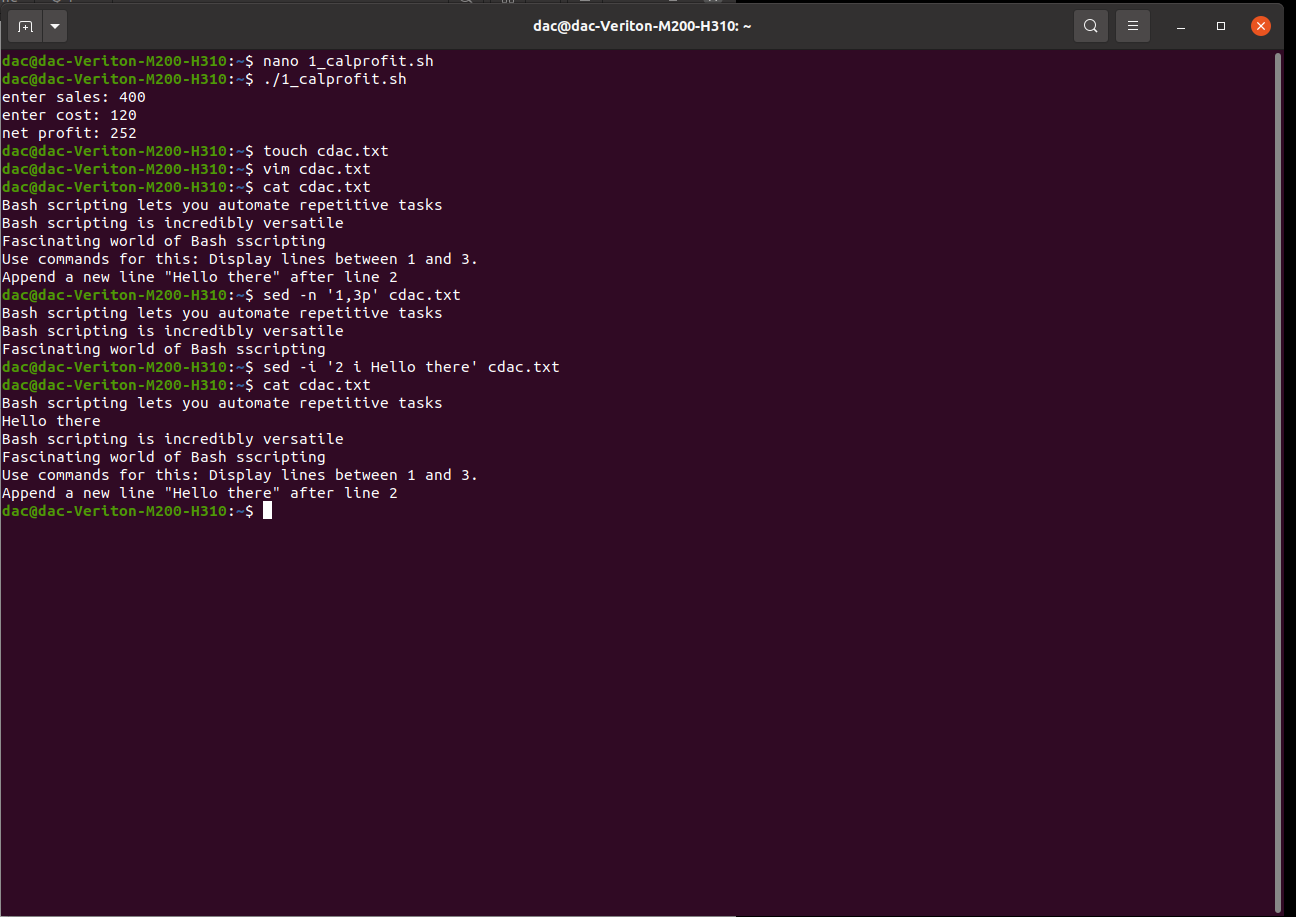 dac@dac-Veriton-M200-H310: ~
dac@dac-Veriton-M200-H310:~$ nano 1_calprofit.sh
dac@dac-Veriton-M200-H310:~$ ./1_calprofit.sh
enter sales: 400
enter cost: 120
net profit: 252
dac@dac-Veriton-M200-H310:~$ touch cdac.txt
dac@dac-Veriton-M200-H310:~$ vim cdac.txt
dac@dac-Veriton-M200-H310:~$ cat cdac.txt
Bash scripting lets you automate repetitive tasks
Bash scripting is incredibly versatile
Fascinating world of Bash sscripting
Use commands for this: Display lines between 1 and 3.
Append a new line "Hello there" after line 2
dac@dac-Veriton-M200-H310:~$ sed -n '1,3p' cdac.txt
Bash scripting lets you automate repetitive tasks
Bash scripting is incredibly versatile
Fascinating world of Bash sscripting
dac@dac-Veriton-M200-H310:~$ sed -i '2 i Hello there' cdac.txt
dac@dac-Veriton-M200-H310:~$ cat cdac.txt
Bash scripting lets you automate repetitive tasks
Hello there
Bash scripting is incredibly versatile
Fascinating world of Bash sscripting
Use commands for this: Display lines between 1 and 3.
Append a new line "Hello there" after line 2
dac@dac-Veriton-M200-H310:~$